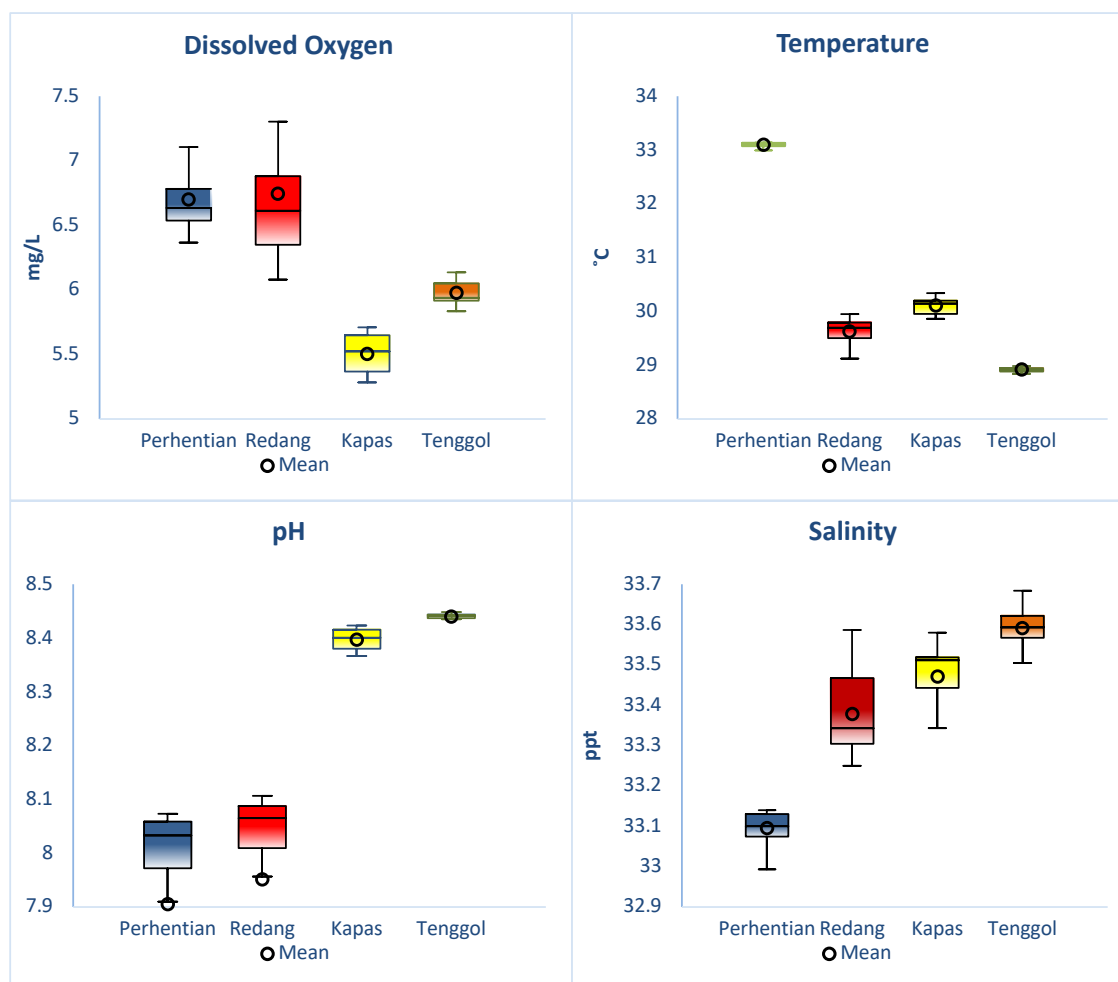 Dissolved Oxygen
7.5
7
6.5
6
5.5
5
mg/L
Perhentian Redang Kapas Tenggol
Mean
Temperature
34
33
32
31
30
29
28
˚C
Perhentian Redang Kapas Tenggol
Mean
pH
8.5
8.4
8.3
8.2
8.1
8
7.9
Perhentian Redang Kapas Tenggol
Mean
Salinity
33.7
33.6
33.5
33.4
33.3
33.2
33.1
33
32.9
ppt
Perhentian Redang Kapas Tenggol
Mean